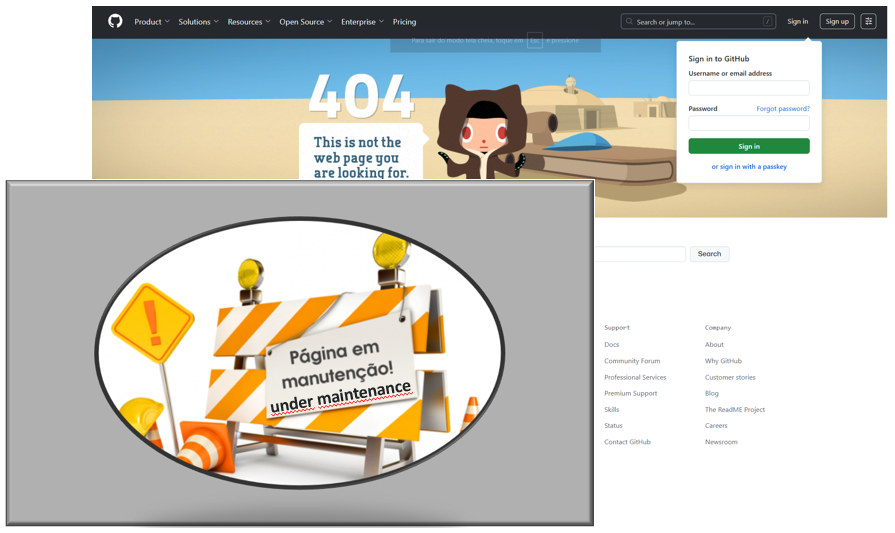 Product Solutions Resources Open Source Enterprise Pricing Search or jump to... / Sign in Sign up
Para sair do modo tela cheia, toque em Esc e pressione
404
This is not the
web page you
are looking for.
Sign in to GitHub
Username or email address
Password Forgot password?
Sign in
or sign in with a passkey
Search
Página em
manutenção!
under maintenance
Support
Docs
Community Forum
Professional Services
Premium Support
Skills
Status
Contact GitHub
Company
About
Why GitHub
Customer stories
Blog
The ReadME Project
Careers
Newsroom